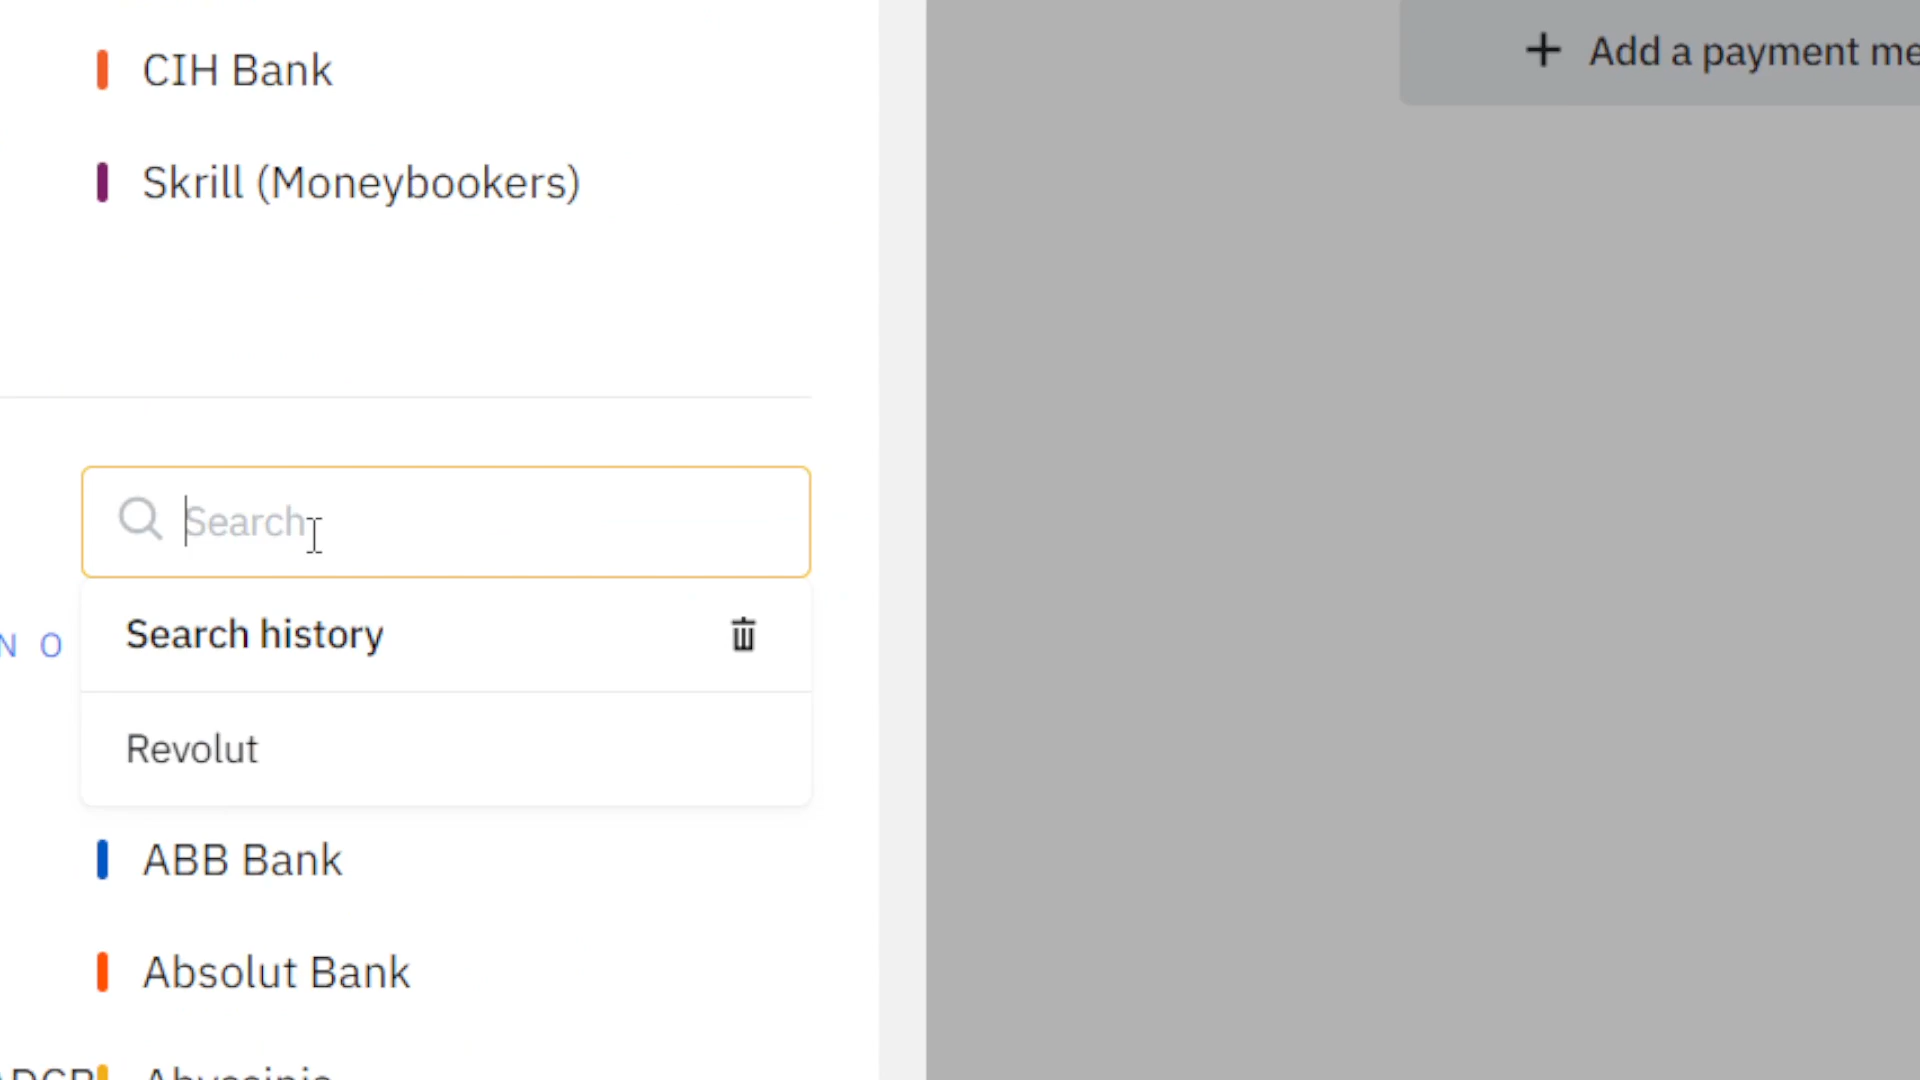 CIH Bank
+ Add a payment me
Skrill (Moneybookers)
Search
Search history
N O
Revolut
ABB Bank
Absolut Bank